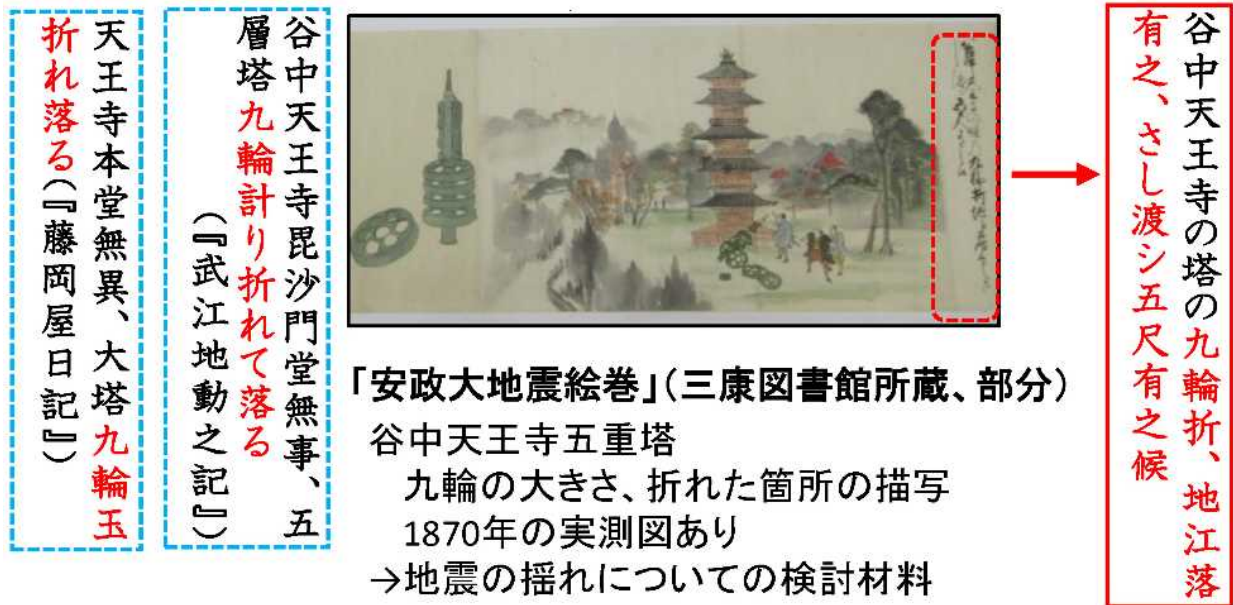 谷中天王寺の塔の九輪折、地江落
有之、さし渡シ五尺有之候
「安政大地震絵巻」（三康図書館所蔵、部分）
谷中天王寺五重塔
九輪の大きさ、折れた箇所の描写
1870年の実測図あり
→地震の揺れについての検討材料
谷中天王寺毘沙門堂無事、五
層塔九輪計り折れて落る
（『武江地動之記』）
天王寺本堂無異、大塔九輪玉
折れ落る（『藤岡屋日記』）